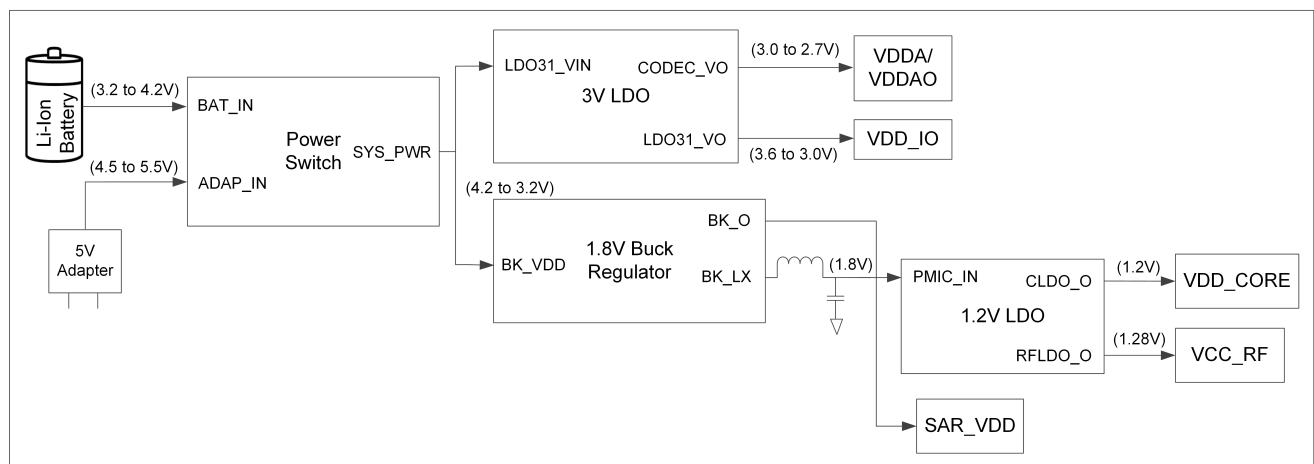 Li-Ion
Battery
(3.2 to 4.2V)
(4.5 to 5.5V)
5V
Adapter
BAT_IN
ADAP_IN
Power
Switch
SYS_PWR
(4.2 to 3.2V)
LDO31_VIN
3V LDO
CODEC_VO
LDO31_VO
(3.0 to 2.7V)
VDDA/
VDDAO
(3.6 to 3.0V)
VDD_IO
BK_VDD
1.8V Buck
Regulator
BK_O
BK_LX
(1.8V)
PMIC_IN
1.2V LDO
CLDO_O
RFLDO_O
(1.2V)
VDD_CORE
(1.28V)
VCC_RF
SAR_VDD